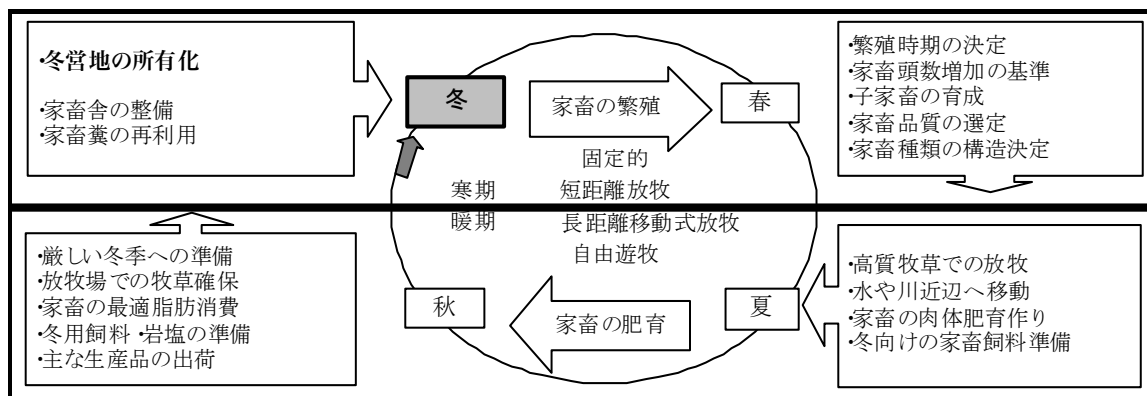 ・冬営地の所有化
・家畜舎の整備
・家畜糞の再利用
冬
家畜の繁殖
春
・繁殖時期の決定
・家畜頭数増加の基準
・子家畜の育成
・家畜品質の選定
・家畜種類の構造決定
固定的
寒期 短距離放牧
暖期 長距離移動式放牧
自由遊牧
・厳しい冬季への準備
・放牧場での牧草確保
・家畜の最適脂肪消費
・冬用飼料・岩塩の準備
・主な生産品の出荷
秋
家畜の肥育
夏
・高質牧草での放牧
・水や川近辺へ移動
・家畜の肉体肥育作り
・冬向けの家畜飼料準備